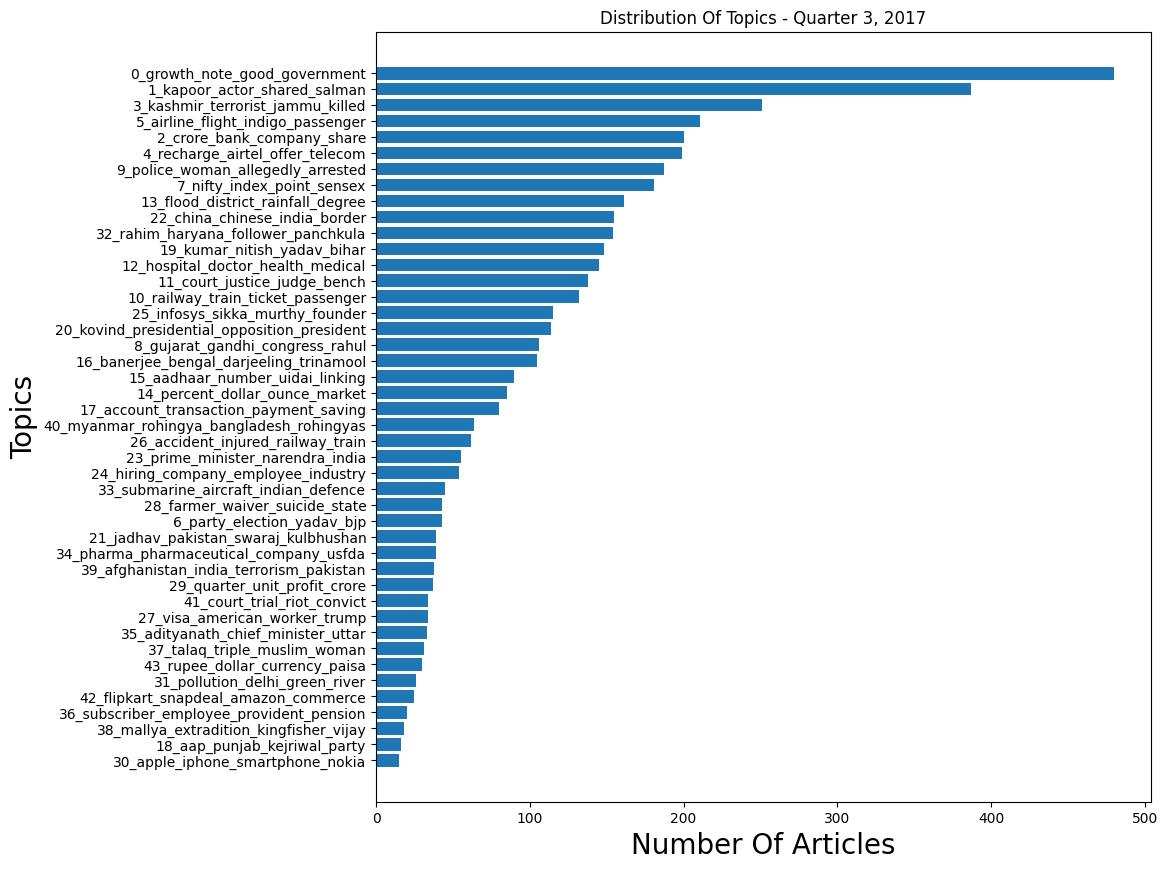 Distribution Of Topics - Quarter 3, 2017
0_growth_note_good_government
1_kapoor_actor_shared_salman
3_kashmir_terrorist_jammu_killed
5_airline_flight_indigo_passenger
2_crore_bank_company_share
4_recharge_airtel_offer_telecom
9_police_woman_allegedly_arrested
7_nifty_index_point_sensex
13_flood_district_rainfall_degree
22_china_chinese_india_border
32_rahim_haryana_follower_panchkula
19_kumar_nitish_yadav_bihar
12_hospital_doctor_health_medical
11_court_justice_judge_bench
10_railway_train_ticket_passenger
25_infosys_sikka_murthy_founder
20_kovind_presidential_opposition_president
8_gujarat_gandhi_congress_rahul
16_banerjee_bengal_darjeeling_trinamool
15_aadhaar_number_uidai_linking
14_percent_dollar_ounce_market
17_account_transaction_payment_saving
40_myanmar_rohingya_bangladesh_rohingyas
26_accident_injured_railway_train
23_prime_minister_narendra_india
24_hiring_company_employee_industry
33_submarine_aircraft_indian_defence
28_farmer_waiver_suicide_state
6_party_election_yadav_bjp
21_jadhav_pakistan_swaraj_kulbhushan
34_pharma_pharmaceutical_company_usfda
39_afghanistan_india_terrorism_pakistan
29_quarter_unit_profit_crore
41_court_trial_riot_convict
27_visa_american_worker_trump
35_adityanath_chief_minister_uttar
37_talaq_triple_muslim_woman
43_rupee_dollar_currency_paisa
31_pollution_delhi_green_river
42_flipkart_snapdeal_amazon_commerce
36_subscriber_employee_provident_pension
38_mallya_extradition_kingfisher_vijay
18_aap_punjab_kejriwal_party
30_apple_iphone_smartphone_nokia
Topics
0 100 200 300 400 500
Number Of Articles